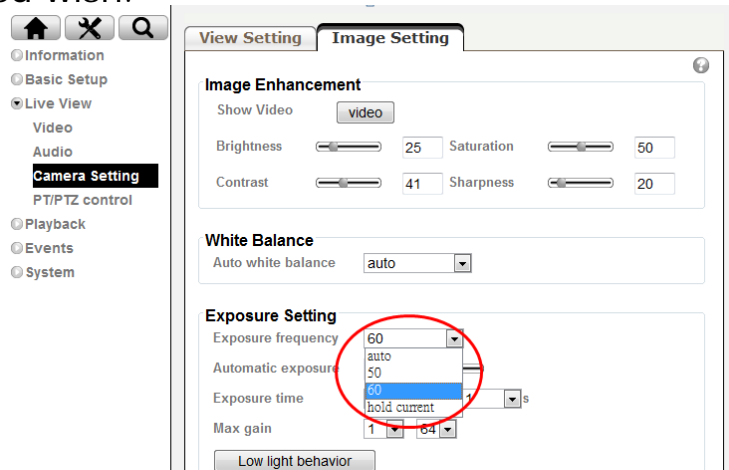 View Setting Image Setting
Information
Basic Setup
Live View
Video
Audio
Camera Setting
PT/PTZ control
Playback
Events
System
Image Enhancement
Show Video video
Brightness 25 Saturation 50
Contrast 41 Sharpness 20
White Balance
Auto white balance auto
Exposure Setting
Exposure frequency 60
auto
50
60
hold current
Automatic exposure
Exposure time 1 s
Max gain 1 64
Low light behavior